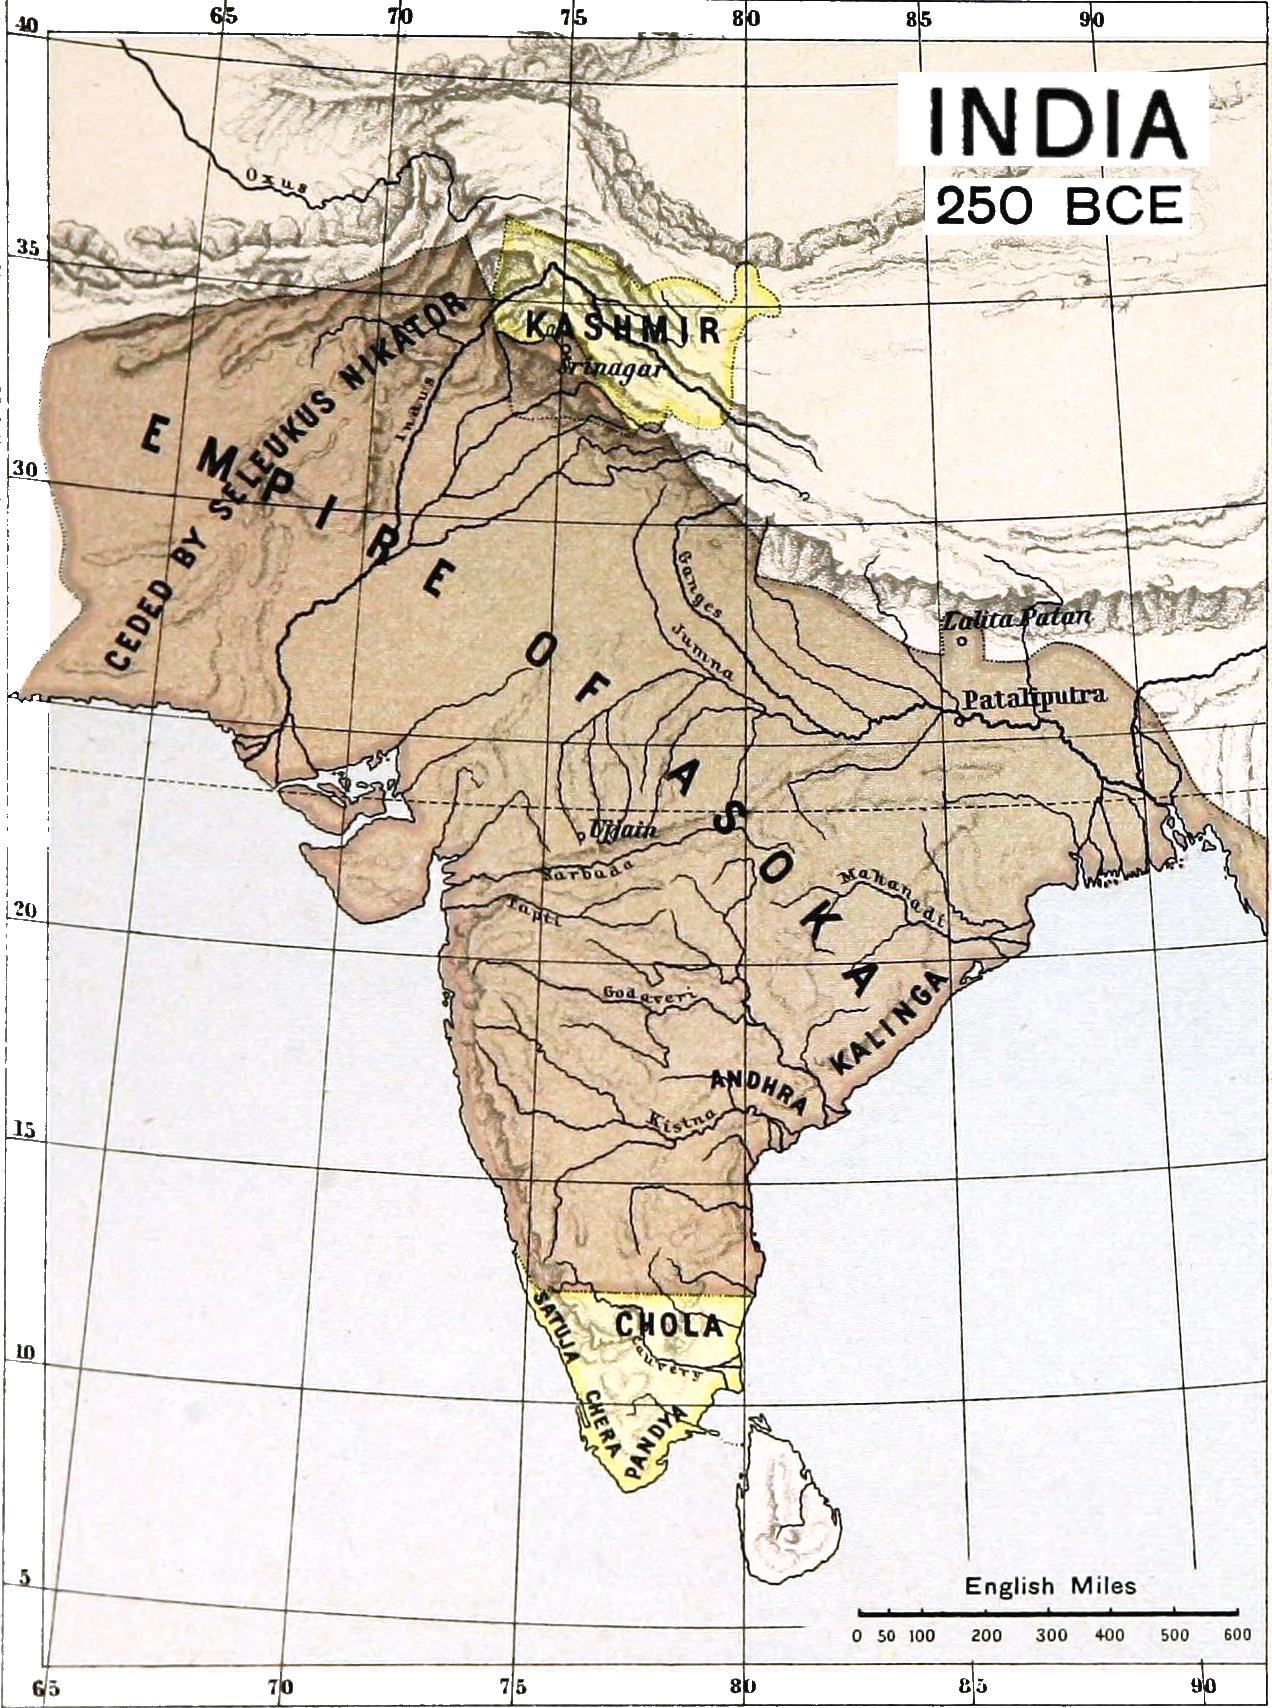 65 70 75 80 85 90
40
INDIA
250 BCE
Oxus
35
KASHMIR
Srinagar
CEDED BY SELEUKUS NIKATOR
Indus
EMPIRE OF ASOKA
30
Ganges
Jumna
Lalita Patan
Pataliputra
Ujjain
Narbada
Tapti
Mahanadi
20
Godaveri
KALINGA
ANDHRA
Kistna
15
SATUJA
CHOLA
Cauvery
10
CHERA
PANDYA
5
English Miles
0 50 100 200 300 400 500 600
65 70 75 80 85 90